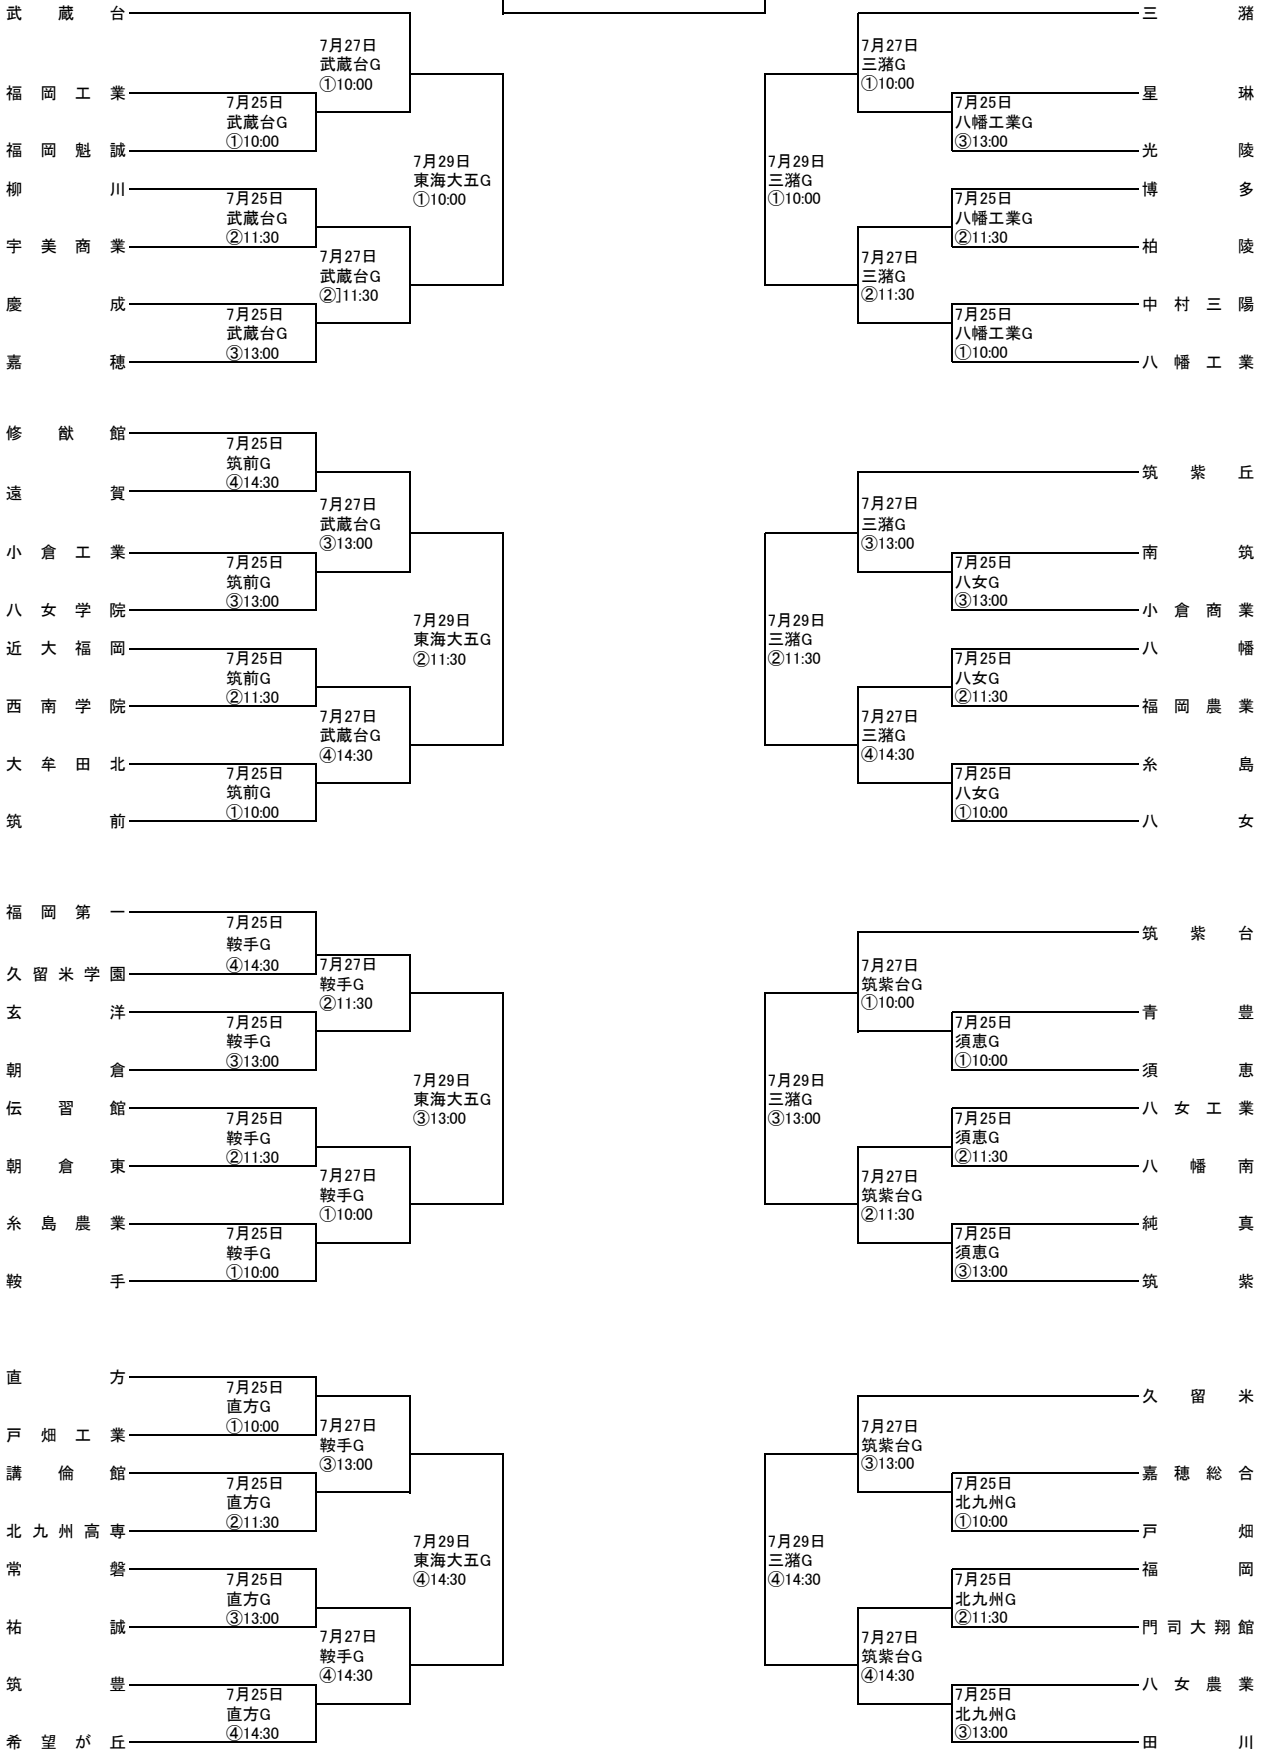 武蔵台
7月27日
武蔵台G
①10:00
福岡工業
7月25日
武蔵台G
①10:00
福岡魁誠
7月29日
東海大五G
①10:00
柳川
7月25日
武蔵台G
②11:30
宇美商業
7月27日
武蔵台G
②]11:30
慶成
7月25日
武蔵台G
③13:00
嘉穂
修猷館
7月25日
筑前G
④14:30
遠賀
7月27日
武蔵台G
③13:00
小倉工業
7月25日
筑前G
③13:00
八女学院
7月29日
東海大五G
②11:30
近大福岡
7月25日
筑前G
②11:30
西南学院
7月27日
武蔵台G
④14:30
大牟田北
7月25日
筑前G
①10:00
筑前
福岡第一
7月25日
鞍手G
④14:30
久留米学園
7月27日
鞍手G
②11:30
玄洋
7月25日
鞍手G
③13:00
朝倉
7月29日
東海大五G
③13:00
伝習館
7月25日
鞍手G
②11:30
朝倉東
7月27日
鞍手G
①10:00
糸島農業
7月25日
鞍手G
①10:00
鞍手
直方
7月25日
直方G
①10:00
戸畑工業
7月27日
鞍手G
③13:00
講倫館
7月25日
直方G
②11:30
北九州高専
7月29日
東海大五G
④14:30
常磐
7月25日
直方G
③13:00
祐誠
7月27日
鞍手G
④14:30
筑豊
7月25日
直方G
④14:30
希望が丘
三潴
7月27日
三潴G
①10:00
星琳
7月25日
八幡工業G
③13:00
光陵
7月29日
三潴G
①10:00
博多
7月25日
八幡工業G
②11:30
柏陵
7月27日
三潴G
②11:30
中村三陽
7月25日
八幡工業G
①10:00
八幡工業
筑紫丘
7月27日
三潴G
③13:00
南筑
7月25日
八女G
③13:00
小倉商業
7月29日
三潴G
②11:30
八幡
7月25日
八女G
②11:30
福岡農業
7月27日
三潴G
④14:30
糸島
7月25日
八女G
①10:00
八女
筑紫台
7月27日
筑紫台G
①10:00
青豊
7月25日
須恵G
①10:00
須恵
7月29日
三潴G
③13:00
八女工業
7月25日
須恵G
②11:30
八幡南
7月27日
筑紫台G
②11:30
純真
7月25日
須恵G
③13:00
筑紫
久留米
7月27日
筑紫台G
③13:00
嘉穂総合
7月25日
北九州G
①10:00
戸畑
7月29日
三潴G
④14:30
福岡
7月25日
北九州G
②11:30
門司大翔館
7月27日
筑紫台G
④14:30
八女農業
7月25日
北九州G
③13:00
田川